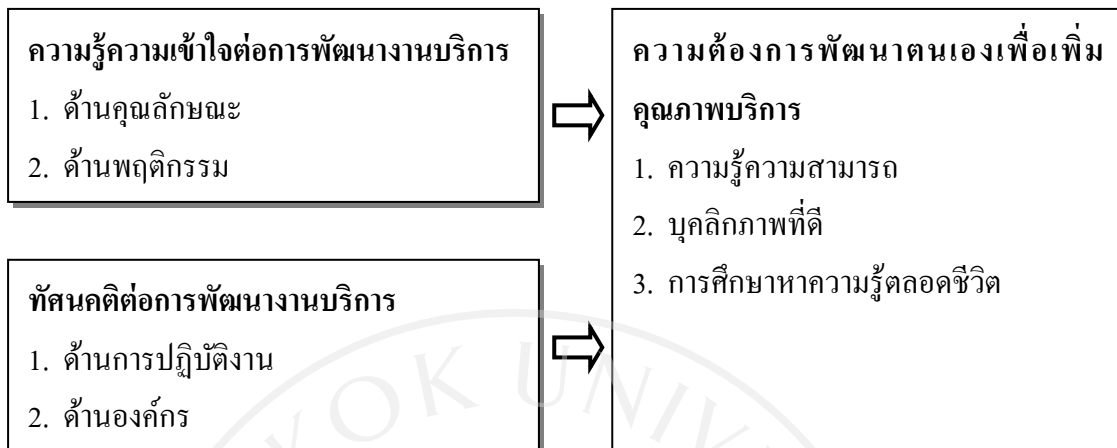 ความรู้ความเข้าใจต่อการพัฒนางานบริการ
1. ด้านคุณลักษณะ
2. ด้านพฤติกรรม
ทัศนคติต่อการพัฒนางานบริการ
1. ด้านการปฏิบัติงาน
2. ด้านองค์กร
ความต้องการพัฒนาตนเองเพื่อเพิ่ม
คุณภาพบริการ
1. ความรู้ความสามารถ
2. บุคลิกภาพที่ดี
3. การศึกษาหาความรู้ตลอดชีวิต
KOK UNIV